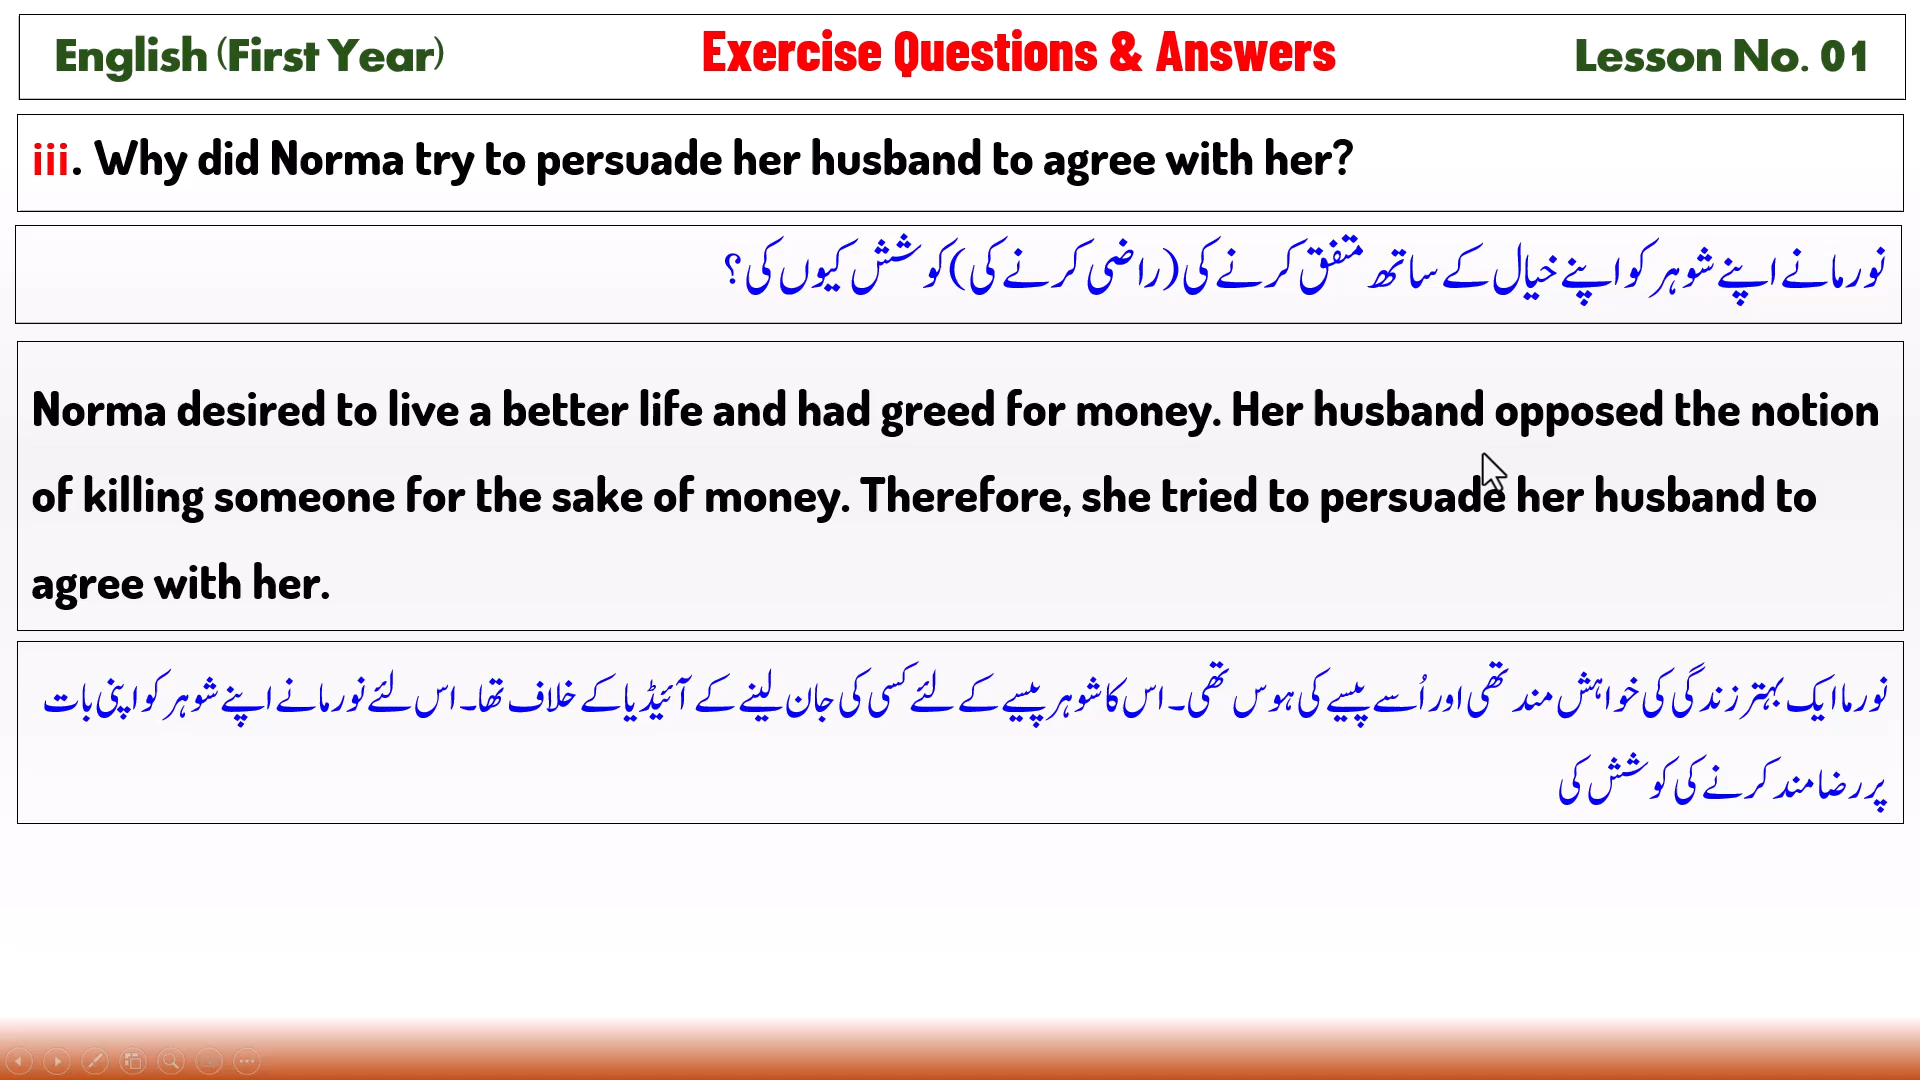 English (First Year)
Exercise Questions & Answers
Lesson No. 01
iii. Why did Norma try to persuade her husband to agree with her?
نورما نے اپنے شوہر کو اپنے خیال کے ساتھ متفق کرنے کی (راضی کرنے کی) کوشش کیوں کی؟
Norma desired to live a better life and had greed for money. Her husband opposed the notion
of killing someone for the sake of money. Therefore, she tried to persuade her husband to
agree with her.
نورما ایک بہتر زندگی کی خواہش مند تھی اور اُسے پیسے کی ہوس تھی۔ اس کا شوہر پیسے کے لئے کسی کی جان لینے کے آئیڈیا کے خلاف تھا۔ اس لئے نورما نے اپنے شوہر کو اپنی بات
پر رضا مند کرنے کی کوشش کی